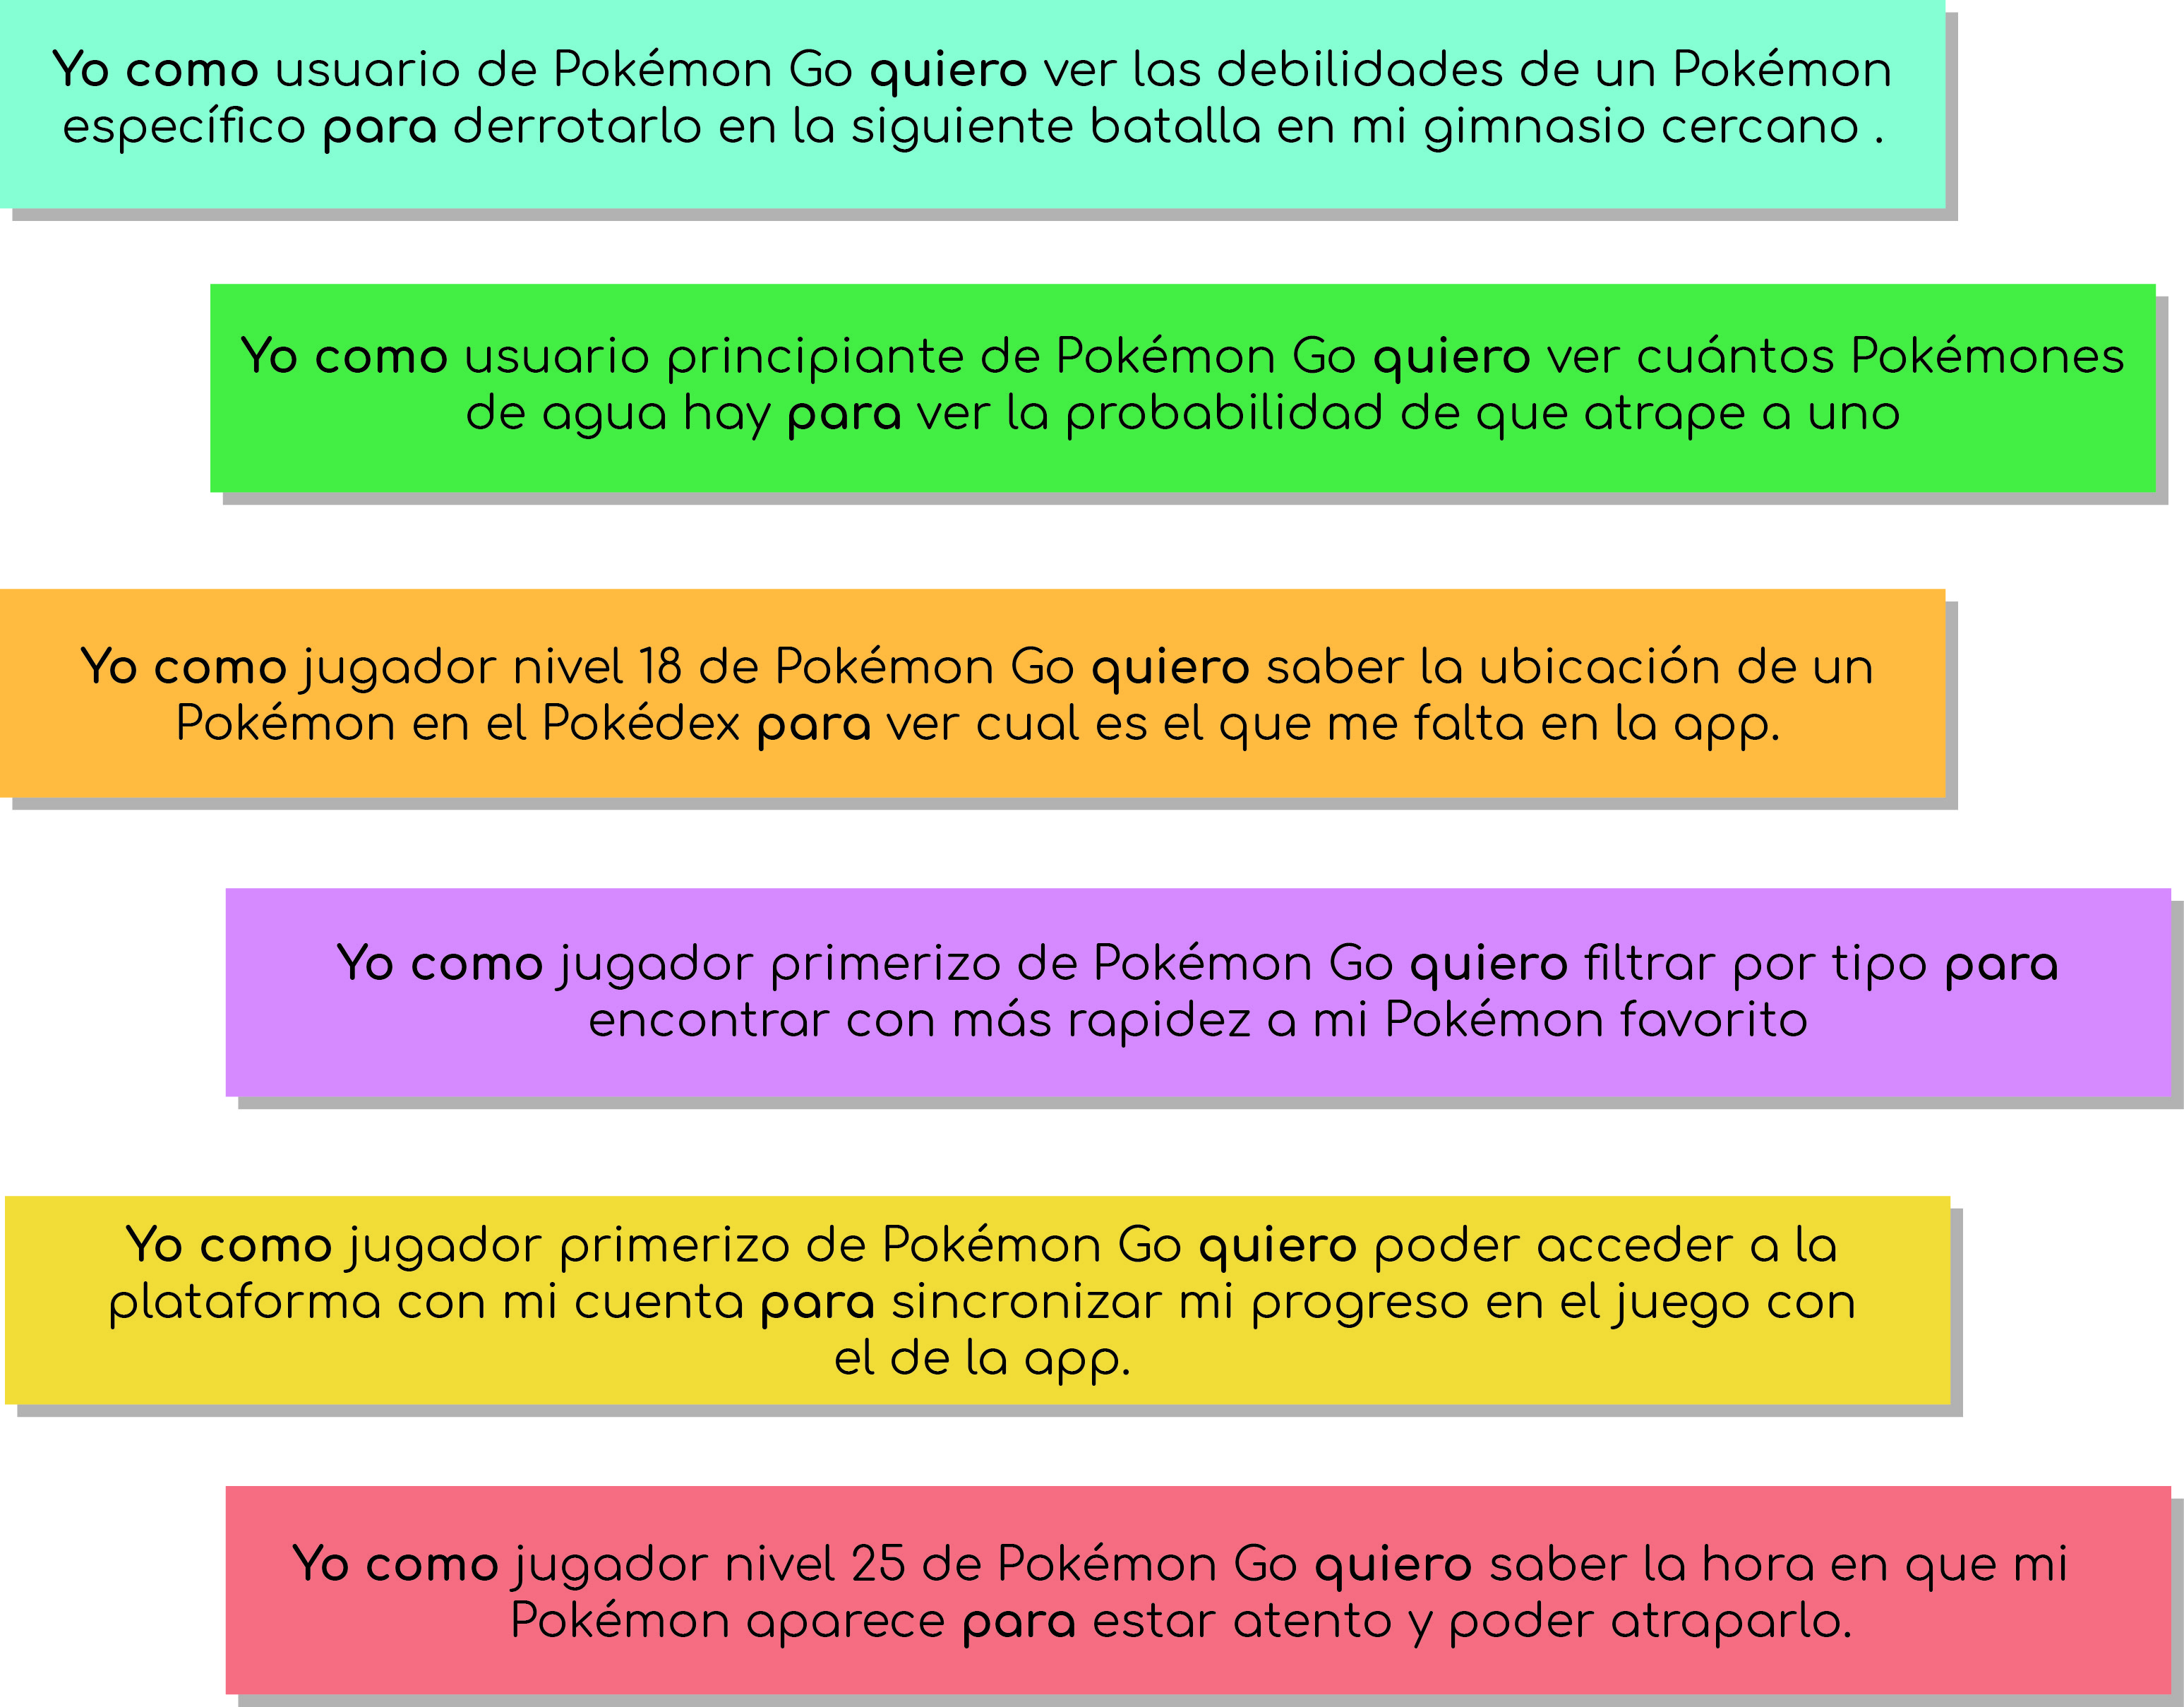 Yo como usuario de Pokémon Go quiero ver las debilidades de un Pokémon
específico para derrotarlo en la siguiente batalla en mi gimnasio cercano .
Yo como usuario principiante de Pokémon Go quiero ver cuántos Pokémones
de agua hay para ver la probabilidad de que atrape a uno
Yo como jugador nivel 18 de Pokémon Go quiero saber la ubicación de un
Pokémon en el Pokédex para ver cual es el que me falta en la app.
Yo como jugador primerizo de Pokémon Go quiero filtrar por tipo para
encontrar con más rapidez a mi Pokémon favorito
Yo como jugador primerizo de Pokémon Go quiero poder acceder a la
plataforma con mi cuenta para sincronizar mi progreso en el juego con
el de la app.
Yo como jugador nivel 25 de Pokémon Go quiero saber la hora en que mi
Pokémon aparece para estar atento y poder atraparlo.